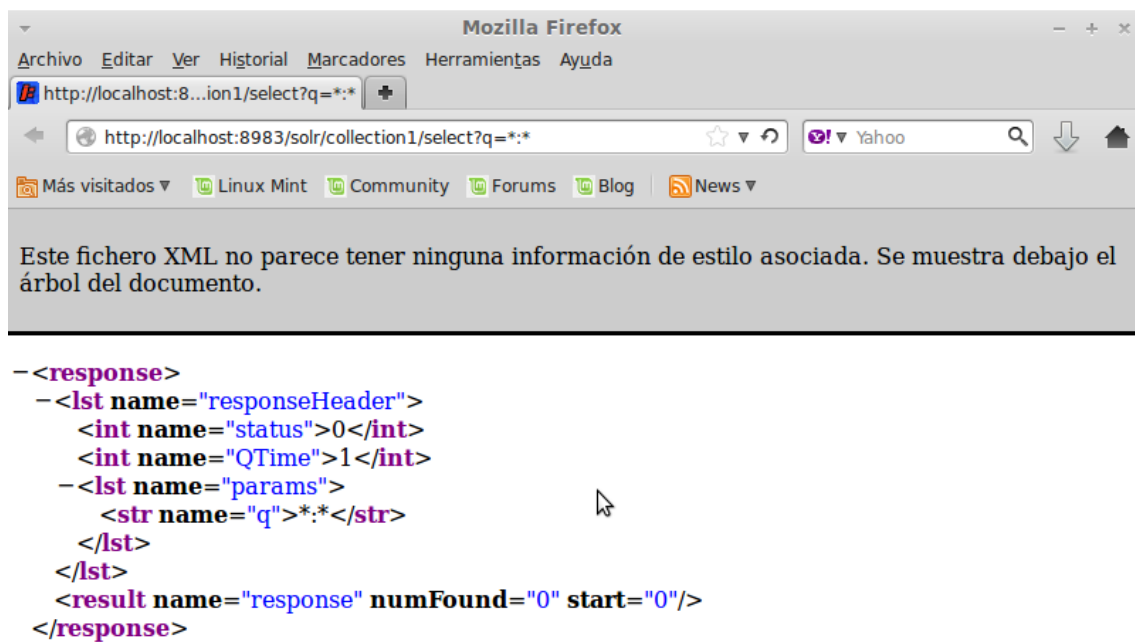 Mozilla Firefox
Archivo Editar Ver Historial Marcadores Herramientas Ayuda
http://localhost:8...ion1/select?q=*:*
http://localhost:8983/solr/collection1/select?q=*:* Yahoo
Más visitados Linux Mint Community Forums Blog News
Este fichero XML no parece tener ninguna información de estilo asociada. Se muestra debajo el
árbol del documento.
−<response>
−<lst name="responseHeader">
<int name="status">0</int>
<int name="QTime">1</int>
−<lst name="params">
<str name="q">*:*</str>
</lst>
</lst>
<result name="response" numFound="0" start="0"/>
</response>